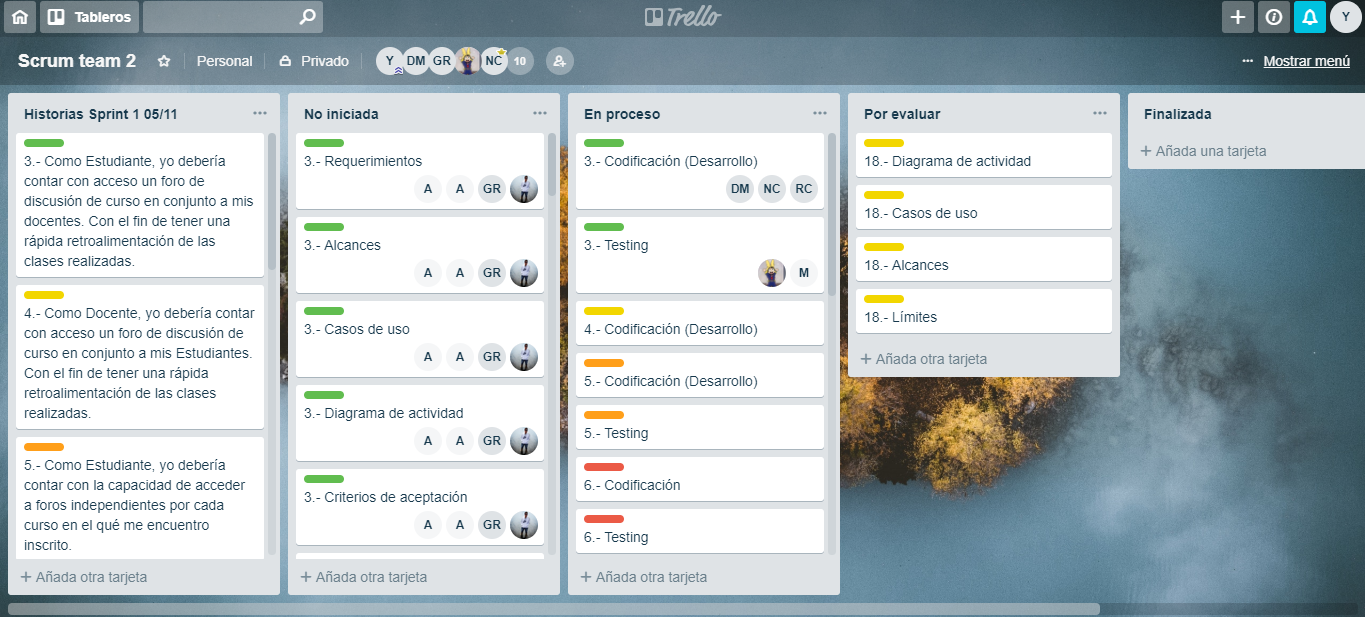 Tableros
Trello
Y
Scrum team 2
Personal
Privado
Y DM GR NC 10
Mostrar menú
Historias Sprint 1 05/11
3.- Como Estudiante, yo debería
contar con acceso un foro de
discusión de curso en conjunto a mis
docentes. Con el fin de tener una
rápida retroalimentación de las
clases realizadas.
4.- Como Docente, yo debería contar
con acceso un foro de discusión de
curso en conjunto a mis Estudiantes.
Con el fin de tener una rápida
retroalimentación de las clases
realizadas.
5.- Como Estudiante, yo debería
contar con la capacidad de acceder
a foros independientes por cada
curso en el qué me encuentro
inscrito.
+ Añada otra tarjeta
No iniciada
3.- Requerimientos
A A GR
3.- Alcances
A A GR
3.- Casos de uso
A A GR
3.- Diagrama de actividad
A A GR
3.- Criterios de aceptación
A A GR
+ Añada otra tarjeta
En proceso
3.- Codificación (Desarrollo)
DM NC RC
3.- Testing
M
4.- Codificación (Desarrollo)
5.- Codificación (Desarrollo)
5.- Testing
6.- Codificación
6.- Testing
+ Añada otra tarjeta
Por evaluar
18.- Diagrama de actividad
18.- Casos de uso
18.- Alcances
18.- Límites
+ Añada otra tarjeta
Finalizada
+ Añada una tarjeta